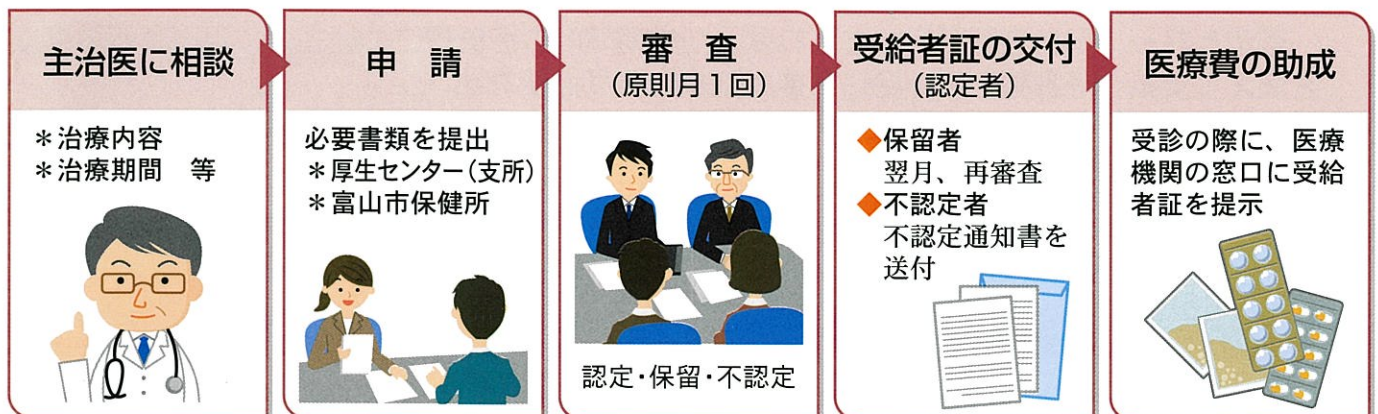 主治医に相談
＊治療内容
＊治療期間　等
申　請
必要書類を提出
＊厚生センター(支所)
＊富山市保健所
審　査
(原則月１回)
認定・保留・不認定
受給者証の交付
(認定者)
◆保留者
翌月、再審査
◆不認定者
不認定通知書を
送付
医療費の助成
受診の際に、医療
機関の窓口に受給
者証を提示